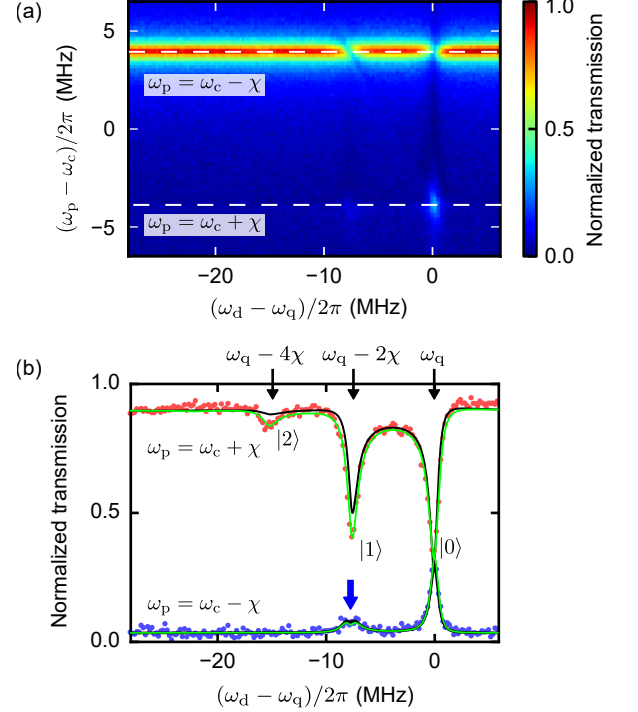 (a)
5
0
−5
(ωp − ωc)/2π (MHz)
ωp = ωc − χ
ωp = ωc + χ
−20
−10
0
(ωd − ωq)/2π (MHz)
1.0
0.5
0.0
Normalized transmission
(b)
ωq − 4χ
ωq − 2χ
ωq
1.0
0.5
0.0
Normalized transmission
|2⟩
ωp = ωc + χ
|1⟩
|0⟩
ωp = ωc − χ
−20
−10
0
(ωd − ωq)/2π (MHz)